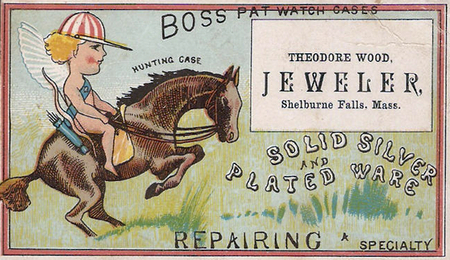 BOSS PAT WATCH CASES
HUNTING CASE
THEODORE WOOD,
JEWELER,
Shelburne Falls, Mass.
SOLID SILVER
AND
PLATED WARE
REPAIRING A SPECIALTY